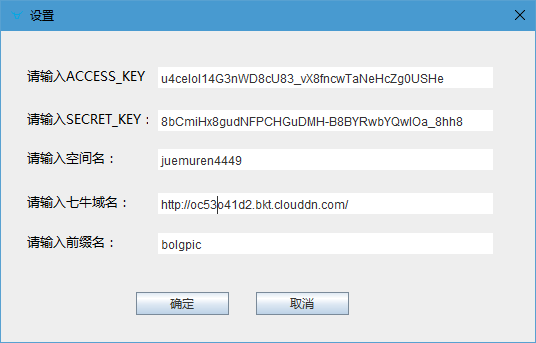 设置
请输入ACCESS_KEY u4celoI14G3nWD8cU83_vX8fncwTaNeHcZg0USHe
请输入SECRET_KEY： 8bCmiHx8gudNFPCHGuDMH-B8BYRwbYQwIOa_8hh8
请输入空间名： juemuren4449
请输入七牛域名： http://oc53o41d2.bkt.clouddn.com/
请输入前缀名： bolgpic
确定 取消